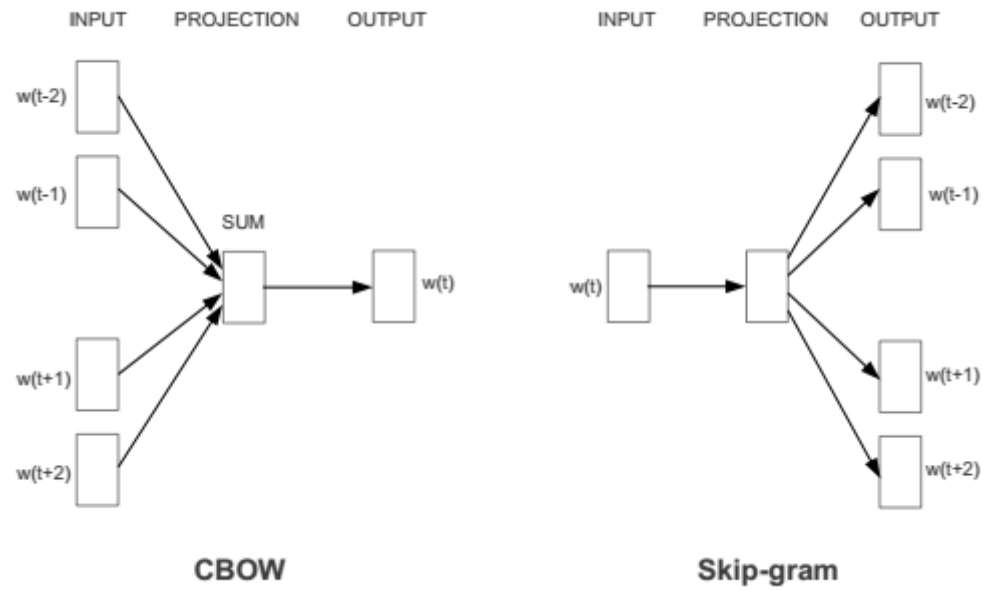 INPUT PROJECTION OUTPUT
w(t-2)
w(t-1)
SUM
w(t)
w(t+1)
w(t+2)
CBOW
INPUT PROJECTION OUTPUT
w(t-2)
w(t-1)
w(t)
w(t+1)
w(t+2)
Skip-gram